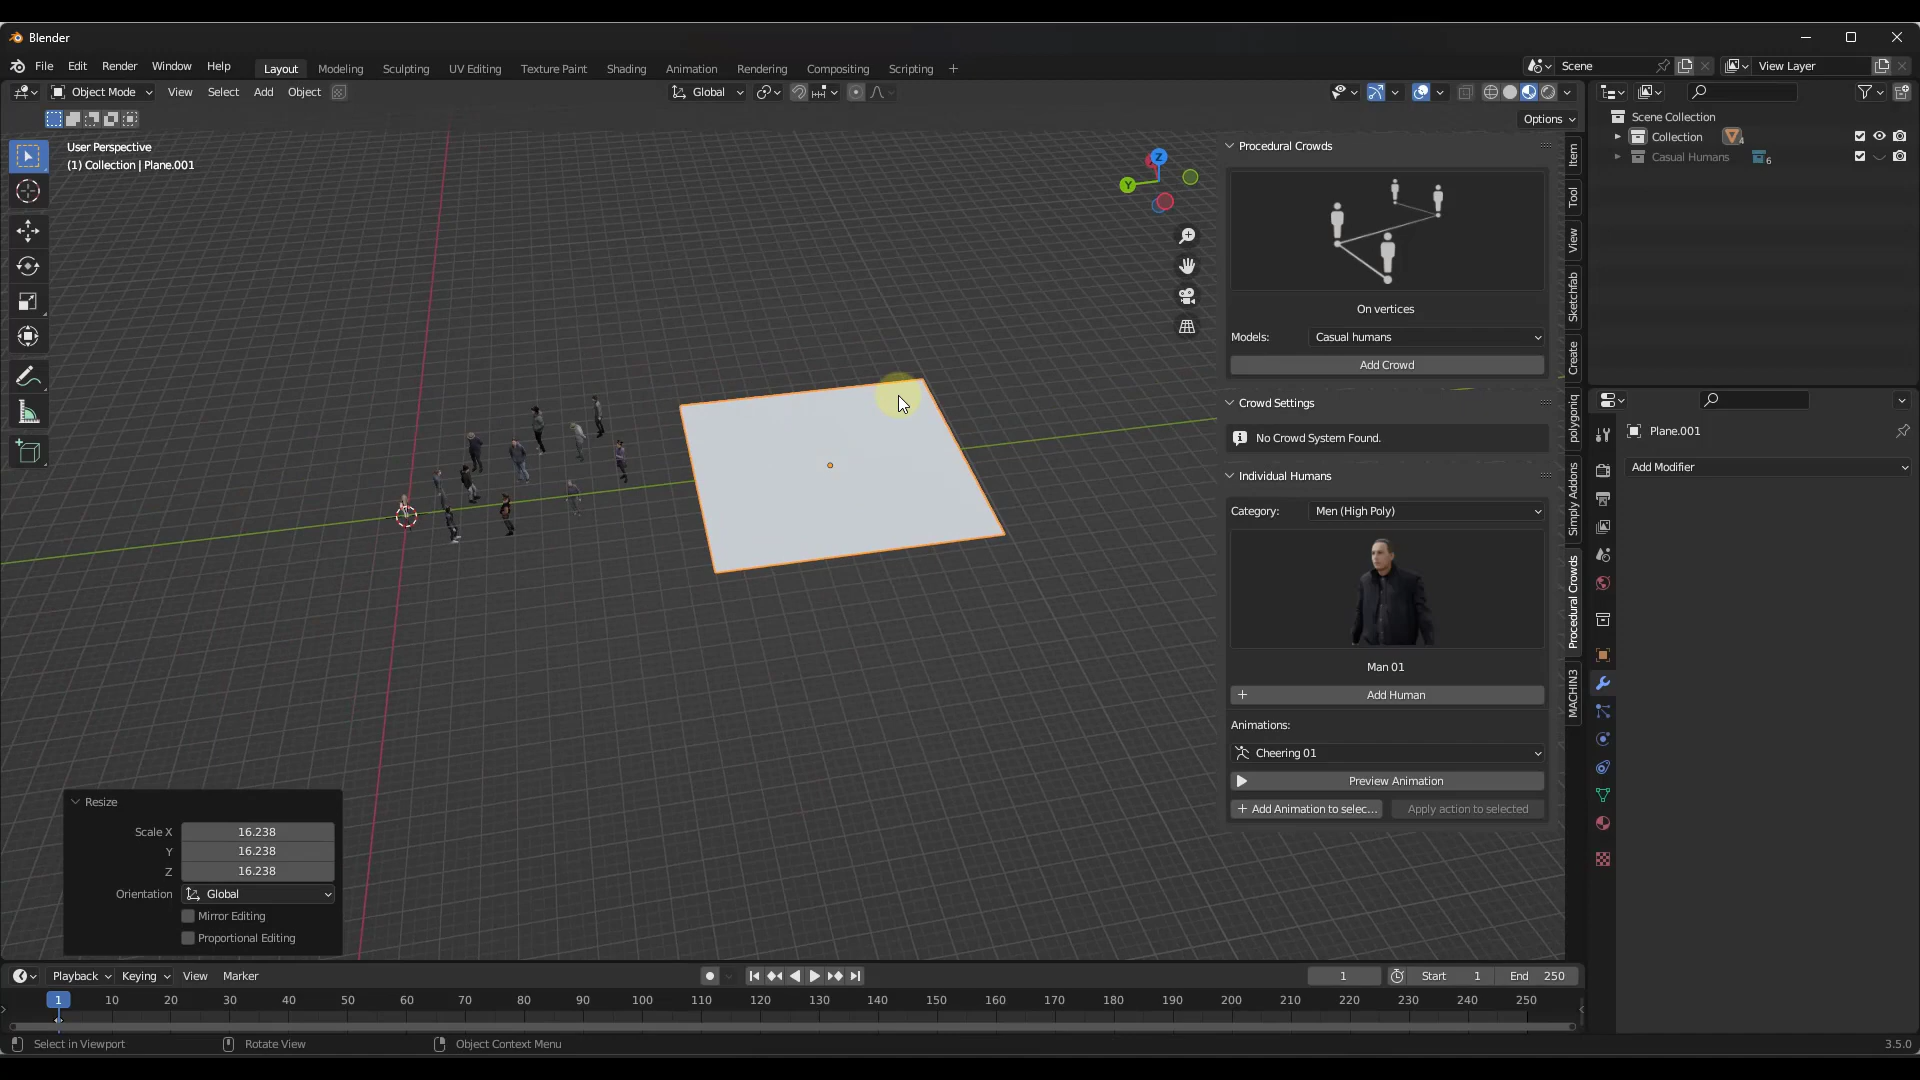 Blender
File Edit Render Window Help
Layout Modeling Sculpting UV Editing Texture Paint Shading Animation Rendering Compositing Scripting +
Scene
View Layer
Object Mode View Select Add Object
Global
Options
User Perspective
(1) Collection | Plane.001
Z
Y
Procedural Crowds
On vertices
Models: Casual humans
Add Crowd
Crowd Settings
No Crowd System Found.
Individual Humans
Category: Men (High Poly)
Man 01
+ Add Human
Animations:
Cheering 01
Preview Animation
+ Add Animation to selec... Apply action to selected
Item
Tool
View
Sketchfab
Create
polygoniq
Simply Addons
Procedural Crowds
MACHIN3
Scene Collection
Collection 4
Casual Humans 6
Plane.001
Add Modifier
Resize
Scale X 16.238
Y 16.238
Z 16.238
Orientation Global
Mirror Editing
Proportional Editing
Playback Keying View Marker
1 Start 1 End 250
1 10 20 30 40 50 60 70 80 90 100 110 120 130 140 150 160 170 180 190 200 210 220 230 240 250
Select in Viewport Rotate View Object Context Menu 3.5.0